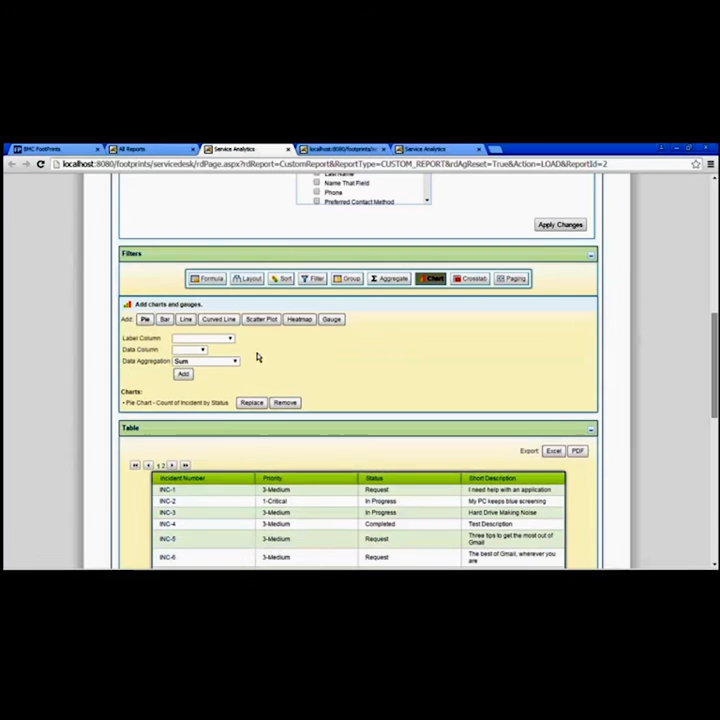 BMC FootPrints
All Reports
Service Analytics
localhost:8080/footprints/se
Service Analytics
localhost:8080/footprints/servicedesk/rdPage.aspx?rdReport=CustomReport&ReportType=CUSTOM_REPORT&rdAgReset=True&Action=LOAD&ReportId=2
Last Name
Name That Field
Phone
Preferred Contact Method
Apply Changes
Filters
Formula Layout Sort Filter Group Σ Aggregate Chart Crosstab Paging
Add charts and gauges.
Add: Pie Bar Line Curved Line Scatter Plot Heatmap Gauge
Label Column
Data Column
Data Aggregation Sum
Add
Charts:
• Pie Chart - Count of Incident by Status Replace Remove
Table
Export: Excel PDF
1 2
Incident Number Priority Status Short Description
INC-1 3-Medium Request I need help with an application
INC-2 1-Critical In Progress My PC keeps blue screening
INC-3 3-Medium In Progress Hard Drive Making Noise
INC-4 3-Medium Completed Test Description
INC-5 3-Medium Request Three tips to get the most out of
Gmail
INC-6 3-Medium Request The best of Gmail, wherever you
are